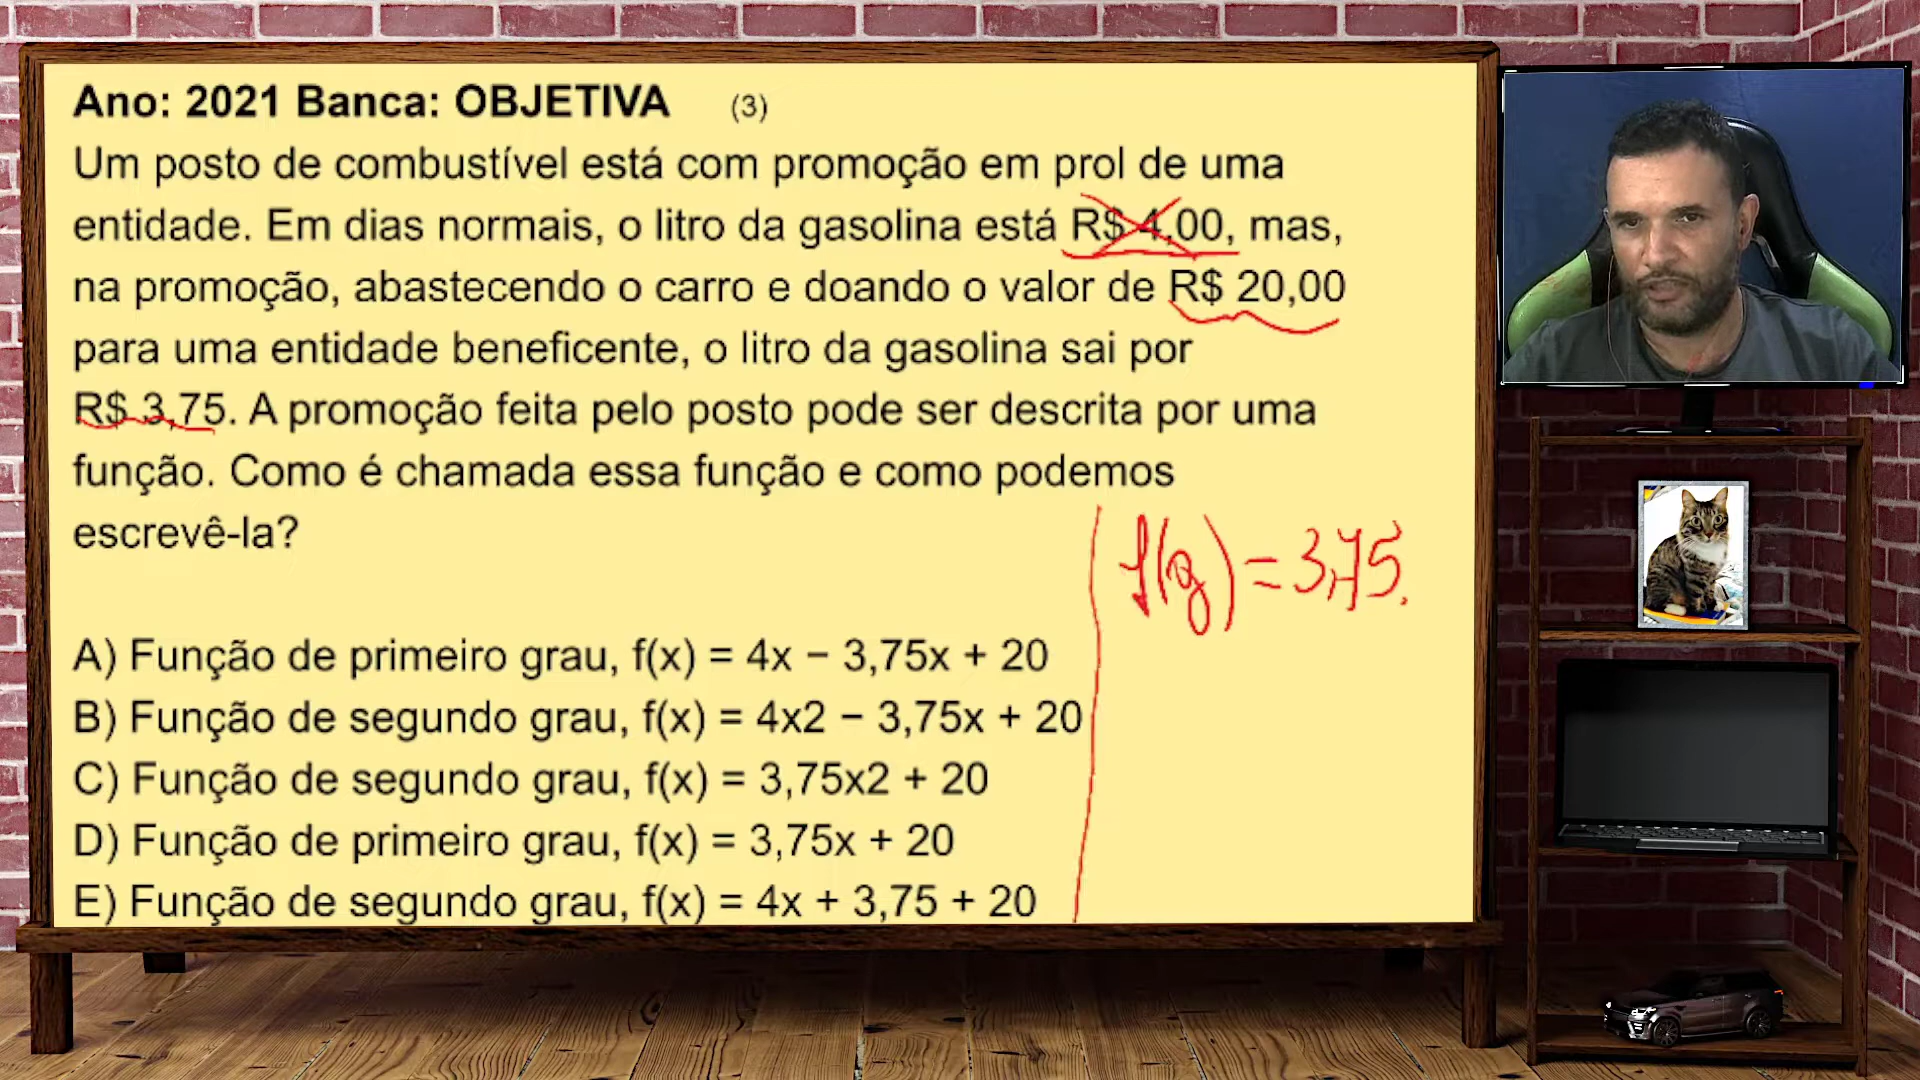 Ano: 2021 Banca: OBJETIVA (3)
Um posto de combustível está com promoção em prol de uma
entidade. Em dias normais, o litro da gasolina está R$ 4,00, mas,
na promoção, abastecendo o carro e doando o valor de R$ 20,00
para uma entidade beneficente, o litro da gasolina sai por
R$ 3,75. A promoção feita pelo posto pode ser descrita por uma
função. Como é chamada essa função e como podemos
escrevê-la?
f(g) = 3,75.
A) Função de primeiro grau, f(x) = 4x − 3,75x + 20
B) Função de segundo grau, f(x) = 4x2 − 3,75x + 20
C) Função de segundo grau, f(x) = 3,75x2 + 20
D) Função de primeiro grau, f(x) = 3,75x + 20
E) Função de segundo grau, f(x) = 4x + 3,75 + 20